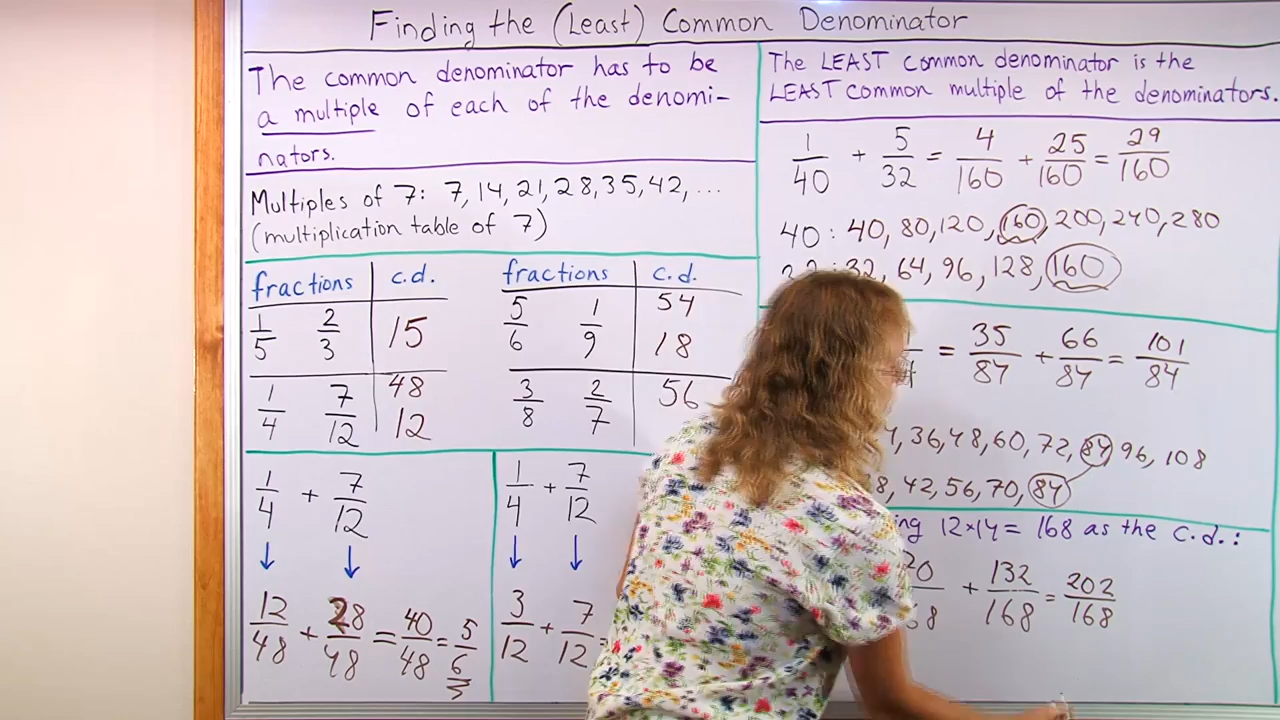 Finding the (Least) Common Denominator
The common denominator has to be
a multiple of each of the denomi-
nators.
Multiples of 7: 7, 14, 21, 28, 35, 42, ...
(multiplication table of 7)
fractions c.d. fractions c.d.
1/5 2/3 15
1/4 7/12 48
12
5/6 1/9 54
18
3/8 2/7 56
1/4 + 7/12
↓ ↓
12/48 + 28/48 = 40/48 = 5/6
1/4 + 7/12
↓ ↓
3/12 + 7/12 =
The LEAST common denominator is the
LEAST common multiple of the denominators.
1/40 + 5/32 = 4/160 + 25/160 = 29/160
40: 40, 80, 120, 160, 200, 240, 280
32, 64, 96, 128, 160
= 35/84 + 66/84 = 101/84
36, 48, 60, 72, 84, 96, 108
42, 56, 70, 84
12×14 = 168 as the c.d.:
+ 132/168 = 202/168